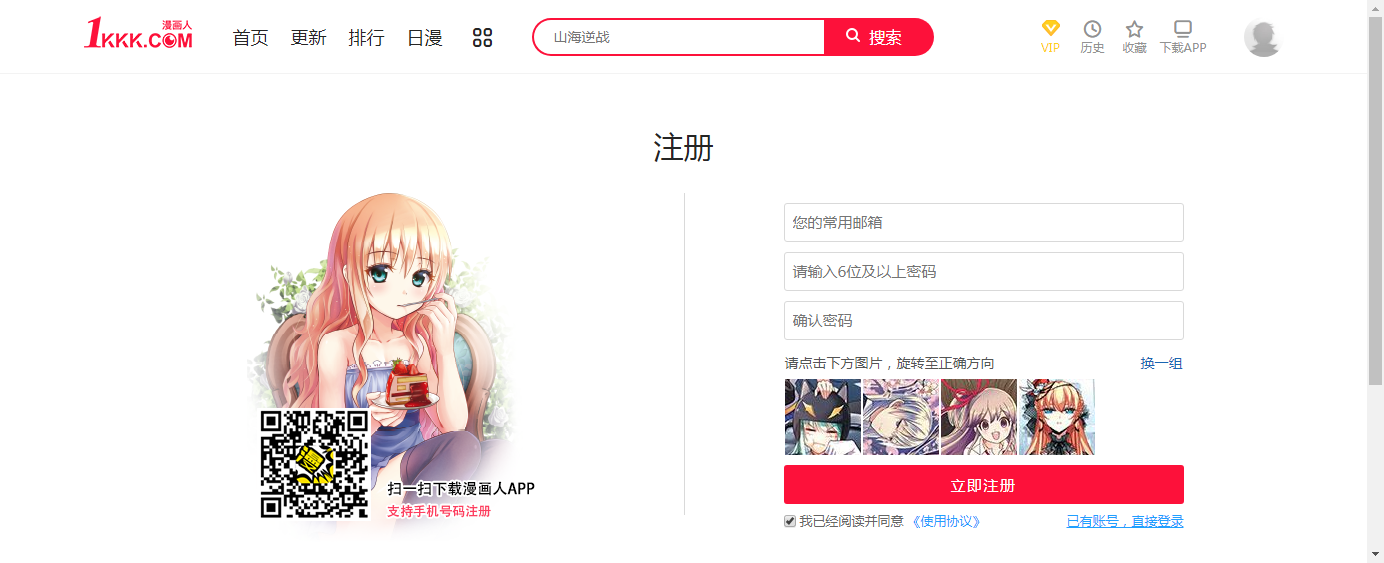 漫画人
1KKK.COM
首页 更新 排行 日漫
山海逆战
搜索
VIP 历史 收藏 下载APP
注册
您的常用邮箱
请输入6位及以上密码
确认密码
请点击下方图片，旋转至正确方向 换一组
立即注册
我已经阅读并同意 《使用协议》 已有账号，直接登录
漫
扫一扫下载漫画人APP
支持手机号码注册